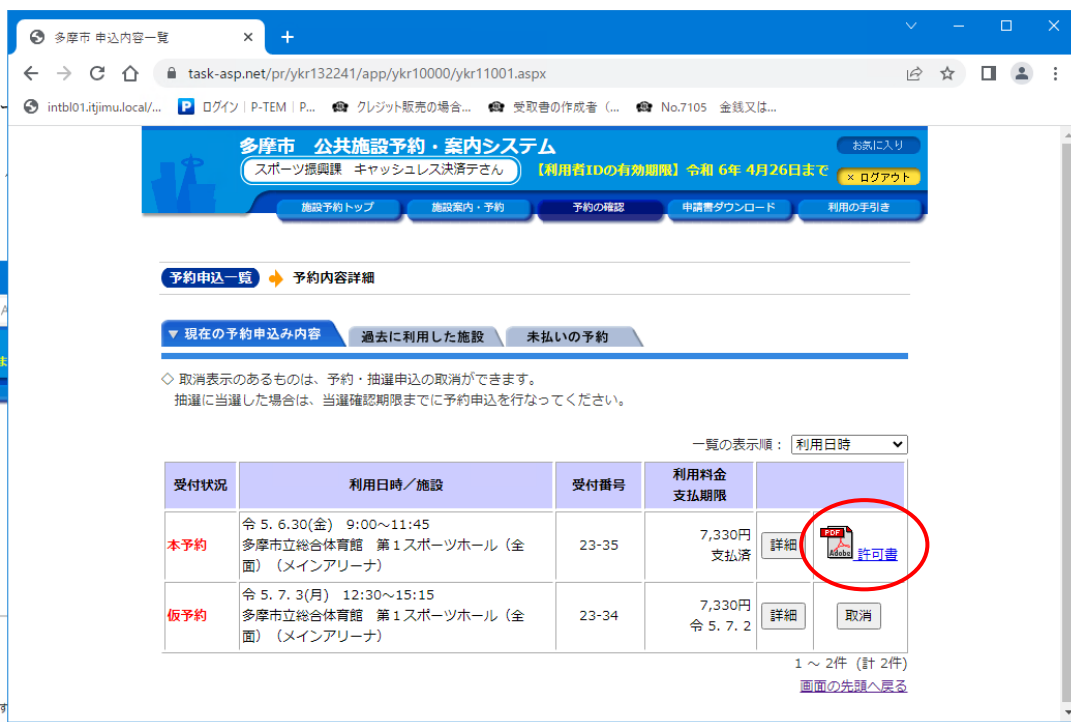 多摩市 申込内容一覧
task-asp.net/pr/ykr132241/app/ykr10000/ykr11001.aspx
intbl01.itjimu.local/... ログイン | P-TEM | P... クレジット販売の場合... 受取書の作成者（... No.7105 金銭又は...
多摩市 公共施設予約・案内システム
お気に入り
スポーツ振興課 キャッシュレス決済テさん 【利用者IDの有効期限】令和 6年 4月26日まで
× ログアウト
施設予約トップ 施設案内・予約 予約の確認 申請書ダウンロード 利用の手引き
予約申込一覧 予約内容詳細
▼ 現在の予約申込み内容 過去に利用した施設 未払いの予約
◇ 取消表示のあるものは、予約・抽選申込の取消ができます。
抽選に当選した場合は、当選確認期限までに予約申込を行なってください。
一覧の表示順： 利用日時
受付状況 利用日時／施設 受付番号 利用料金
支払期限
本予約 令 5. 6.30(金) 9:00～11:45
多摩市立総合体育館 第１スポーツホール（全
面）（メインアリーナ） 23-35 7,330円
支払済 詳細 PDF Adobe 許可書
仮予約 令 5. 7. 3(月) 12:30～15:15
多摩市立総合体育館 第１スポーツホール（全
面）（メインアリーナ） 23-34 7,330円
令 5. 7. 2 詳細 取消
1 ～ 2件 (計 2件)
画面の先頭へ戻る